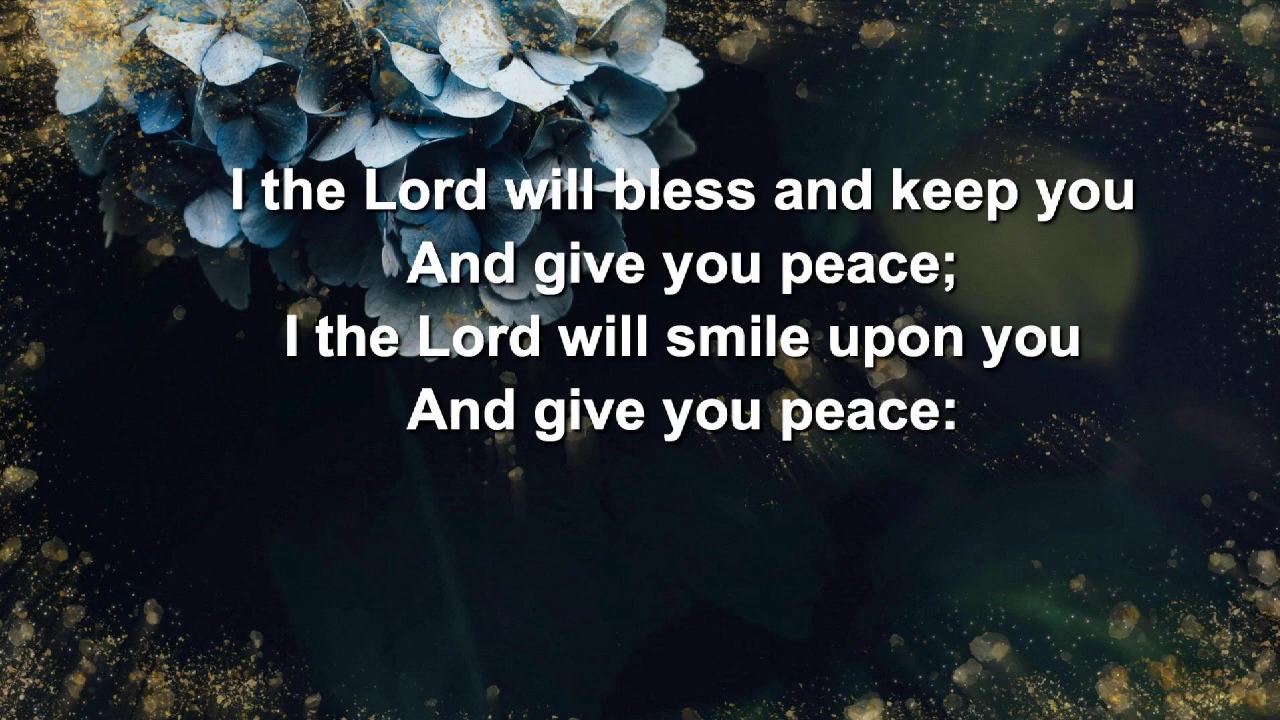 I the Lord will bless and keep you
And give you peace;
I the Lord will smile upon you
And give you peace: